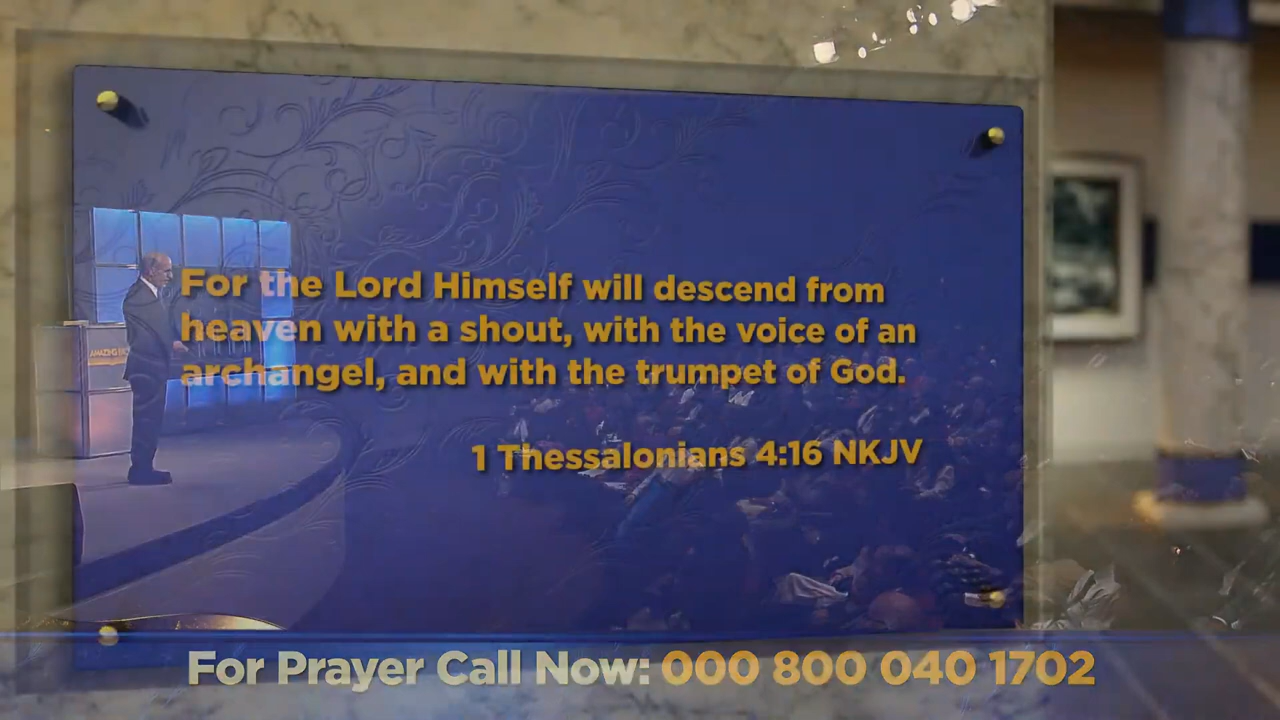 AMAZING
For the Lord Himself will descend from
heaven with a shout, with the voice of an
archangel, and with the trumpet of God.
1 Thessalonians 4:16 NKJV
For Prayer Call Now: 000 800 040 1702